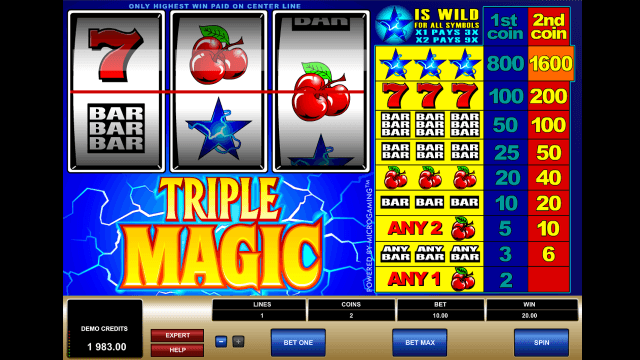 ONLY HIGHEST WIN PAID ON CENTER LINE
7
BAR
BAR
BAR
BAR
TRIPLE
MAGIC
POWERED BY MICROGAMING™
IS WILD
FOR ALL SYMBOLS
X1 PAYS 3X
X2 PAYS 9X
1st coin
2nd coin
800 1600
7 7 7 100 200
BAR BAR BAR
BAR BAR BAR
BAR BAR BAR 50 100
BAR BAR BAR
BAR BAR BAR 25 50
20 40
BAR BAR BAR 10 20
ANY 2 5 10
ANY BAR ANY BAR ANY BAR 3 6
ANY 1 2
LINES COINS BET WIN
1 2 10.00 20.00
DEMO CREDITS
1 983.00
EXPERT
HELP
- +
BET ONE
BET MAX
SPIN